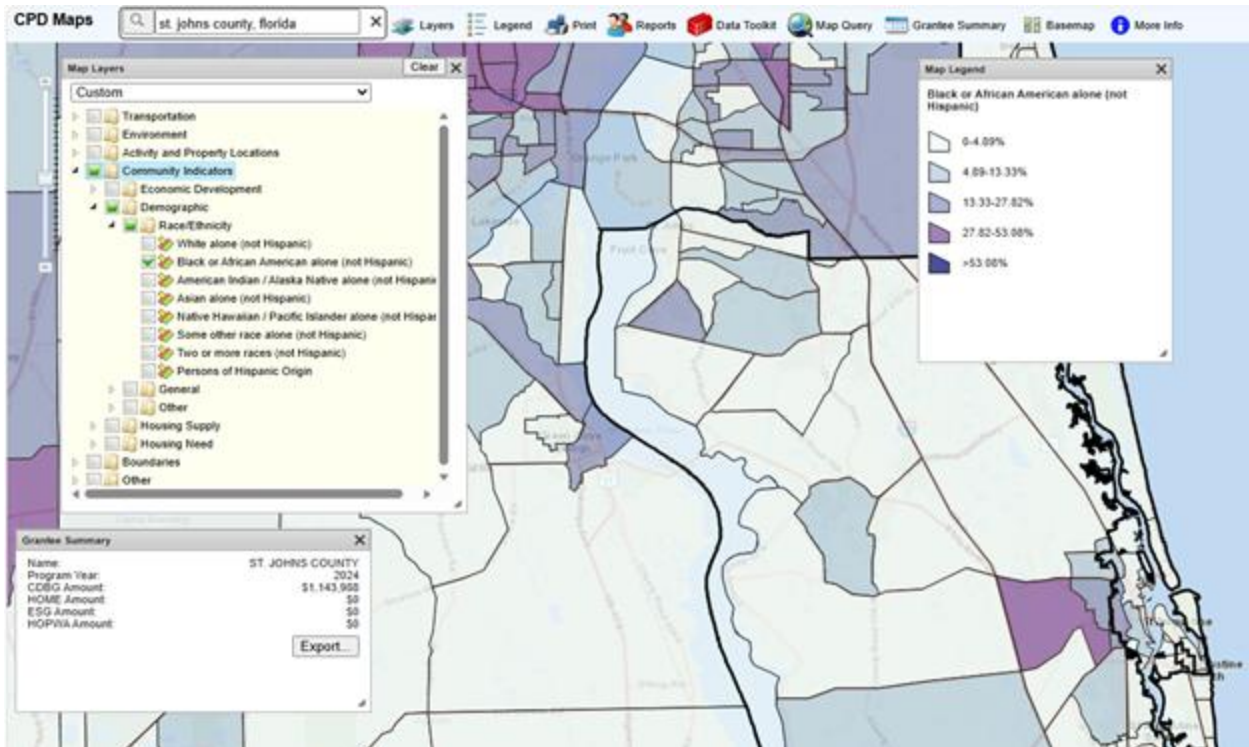 CPD Maps
st. johns county, florida
Layers
Legend
Print
Reports
Data Toolkit
Map Query
Grantee Summary
Basemap
More Info
Map Layers
Clear
Custom
Transportation
Environment
Activity and Property Locations
Community Indicators
Economic Development
Demographic
Race/Ethnicity
White alone (not Hispanic)
Black or African American alone (not Hispanic)
American Indian / Alaska Native alone (not Hispani
Asian alone (not Hispanic)
Native Hawaiian / Pacific Islander alone (not Hispa
Some other race alone (not Hispanic)
Two or more races (not Hispanic)
Persons of Hispanic Origin
General
Other
Housing Supply
Housing Need
Boundaries
Other
Map Legend
Black or African American alone (not
Hispanic)
0-4.89%
4.89-13.33%
13.33-27.82%
27.82-53.08%
>53.08%
Orange Park
Lakeside
Fruit Cove
Grantee Summary
Name: ST. JOHNS COUNTY
Program Year: 2024
CDBG Amount:
HOME Amount: $0
ESG Amount: $0
HOPWA Amount: $0
Export...